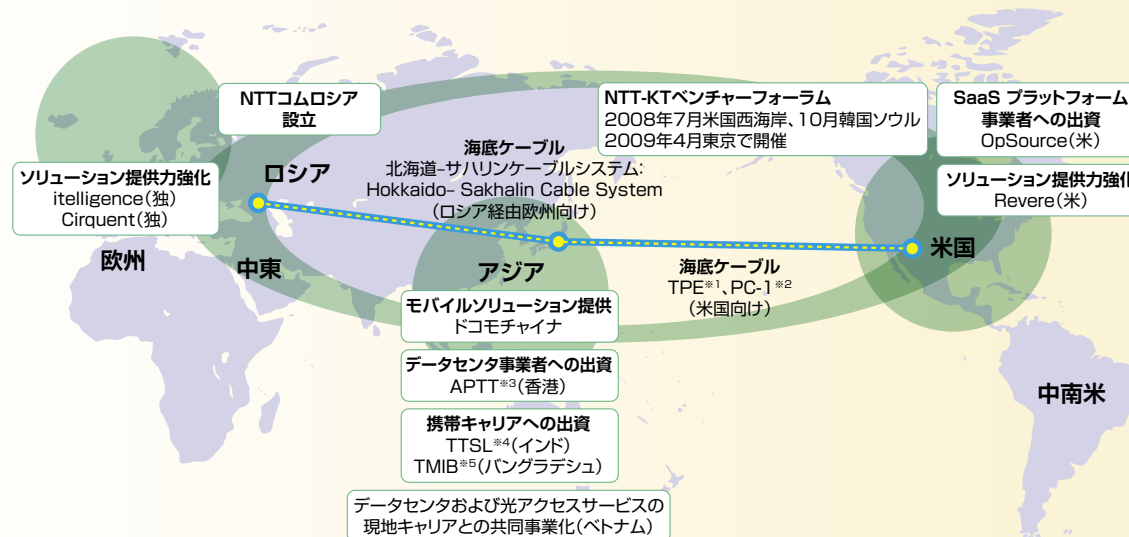 NTTコムロシア
設立
NTT-KTベンチャーフォーラム
2008年7月米国西海岸、10月韓国ソウル
2009年4月東京で開催
SaaS プラットフォーム
事業者への出資
OpSource(米)
ソリューション提供力強化
itelligence(独)
Cirquent(独)
ロシア
海底ケーブル
北海道–サハリンケーブルシステム:
Hokkaido– Sakhalin Cable System
(ロシア経由欧州向け)
ソリューション提供力強化
Revere(米)
欧州
中東
アジア
海底ケーブル
TPE※1、PC-1※2
(米国向け)
米国
モバイルソリューション提供
ドコモチャイナ
データセンタ事業者への出資
APTT※3(香港)
携帯キャリアへの出資
TTSL※4(インド)
TMIB※5(バングラデシュ)
中南米
データセンタおよび光アクセスサービスの
現地キャリアとの共同事業化(ベトナム)